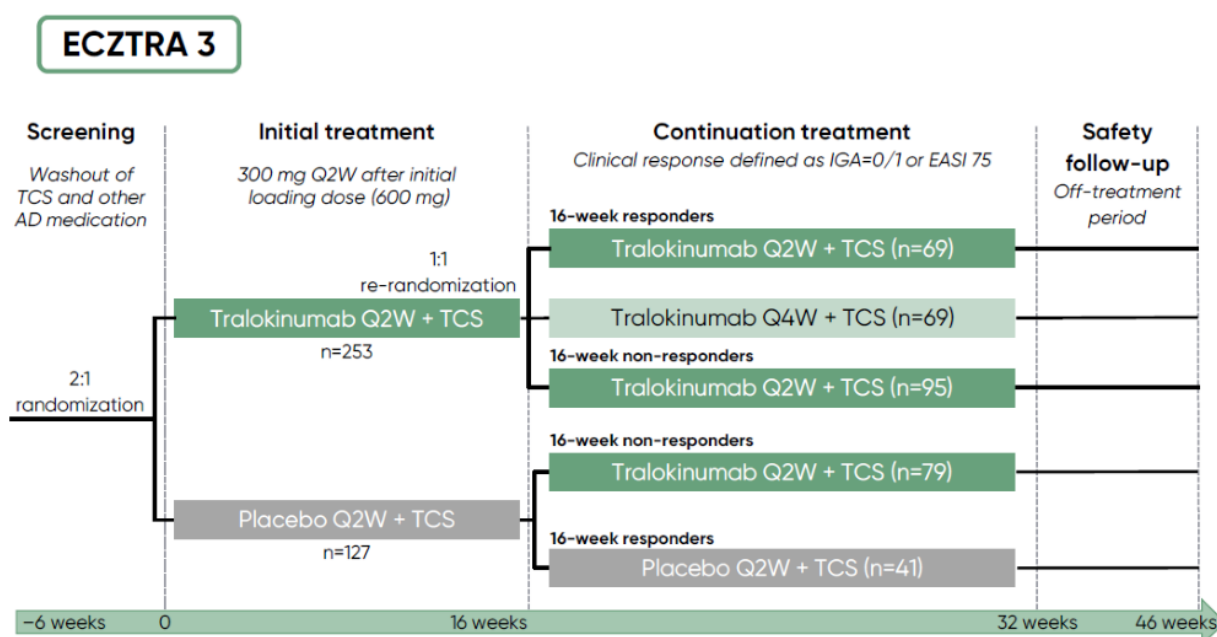 ECZTRA 3
Screening
Washout of
TCS and other
AD medication
Initial treatment
300 mg Q2W after initial
loading dose (600 mg)
Continuation treatment
Clinical response defined as IGA=0/1 or EASI 75
Safety
follow-up
Off-treatment
period
2:1
randomization
Tralokinumab Q2W + TCS
n=253
1:1
re-randomization
16-week responders
Tralokinumab Q2W + TCS (n=69)
Tralokinumab Q4W + TCS (n=69)
16-week non-responders
Tralokinumab Q2W + TCS (n=95)
Placebo Q2W + TCS
n=127
16-week non-responders
Tralokinumab Q2W + TCS (n=79)
16-week responders
Placebo Q2W + TCS (n=41)
−6 weeks
0
16 weeks
32 weeks
46 weeks